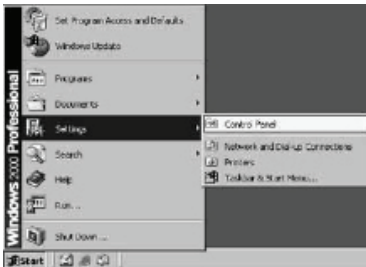 Set Program Access and Defaults
Windows Update
Programs
Documents
Settings
Search
Help
Run...
Shut Down...
Windows 2000 Professional
Control Panel
Network and Dial-up Connections
Printers
Taskbar & Start Menu...
Start